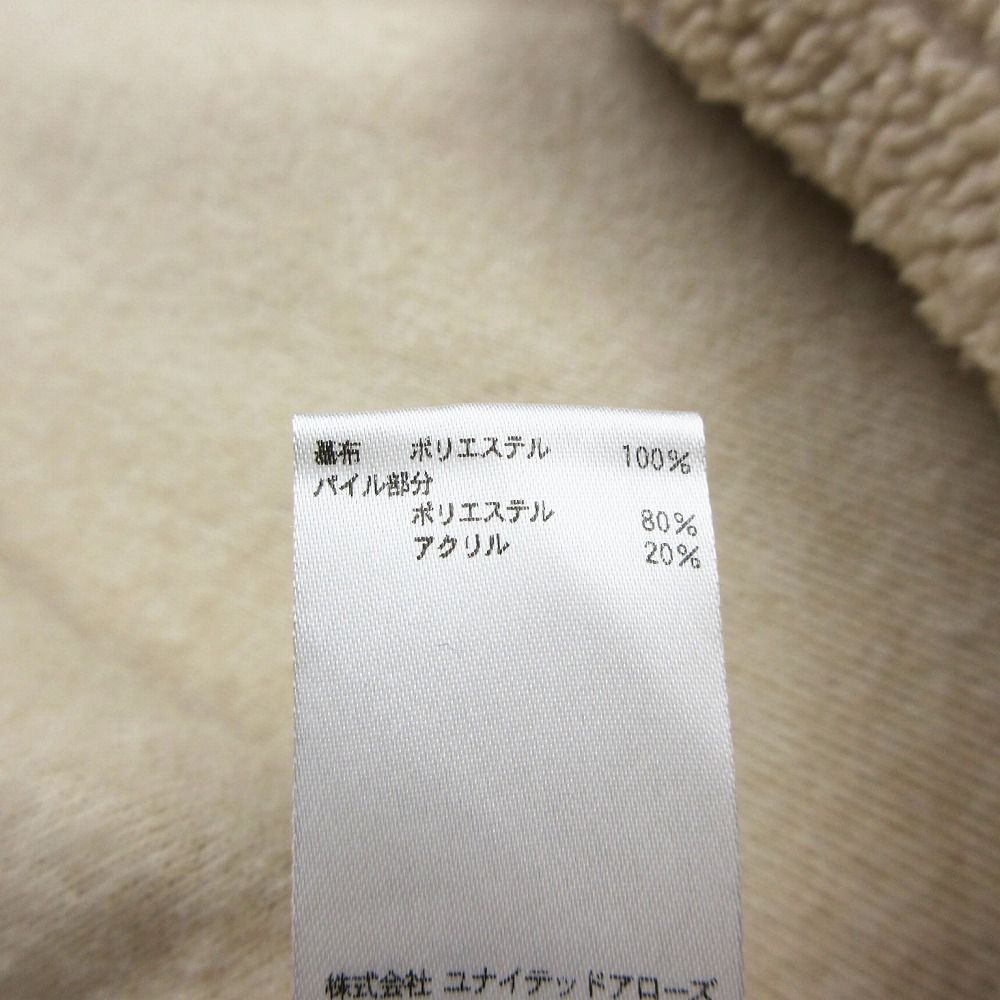 基布 ポリエステル 100%
パイル部分
ポリエステル 80%
アクリル 20%
株式会社 ユナイテッドアローズ